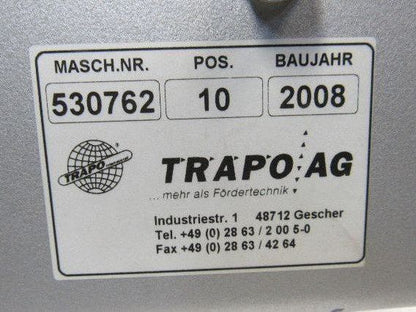 MASCH.NR. POS. BAUJAHR
530762 10 2008
TRAPO
TRAPO AG
... mehr als Fördertechnik
Industriestr. 1 48712 Gescher
Tel. +49 (0) 28 63 / 2 00 5-0
Fax +49 (0) 28 63 / 42 64